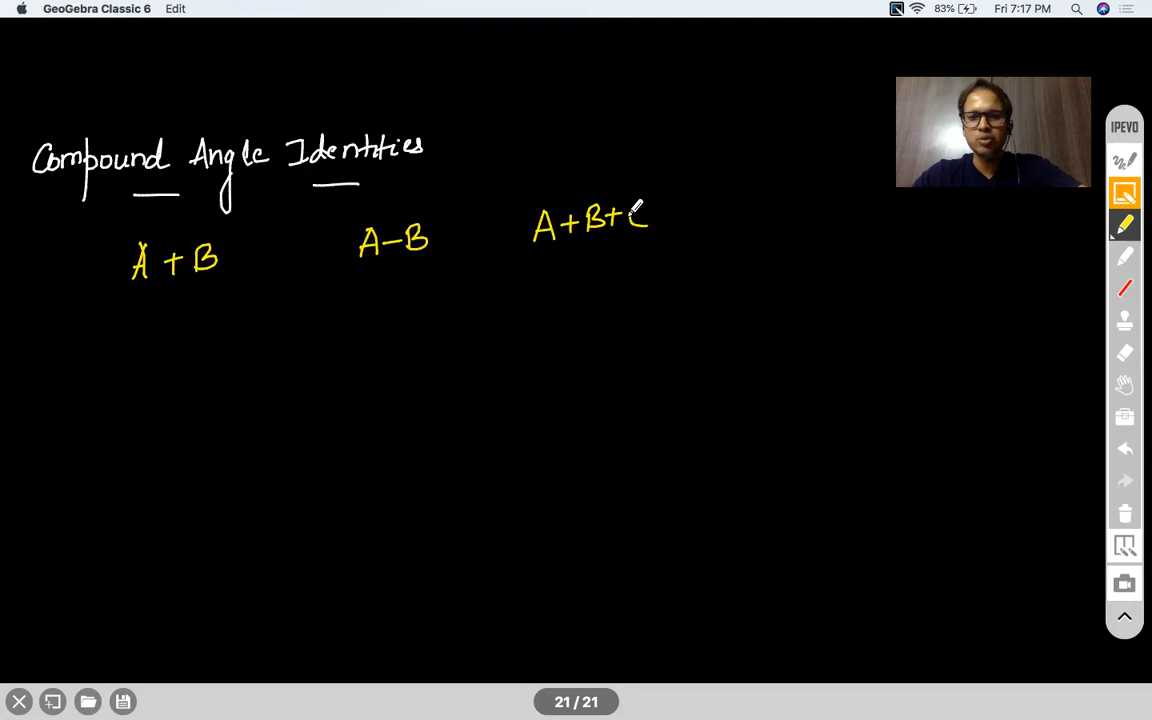 GeoGebra Classic 6 Edit 83% Fri 7:17 PM
IPEVO
Compound Angle Identities
A + B A-B A+B+C
21 / 21